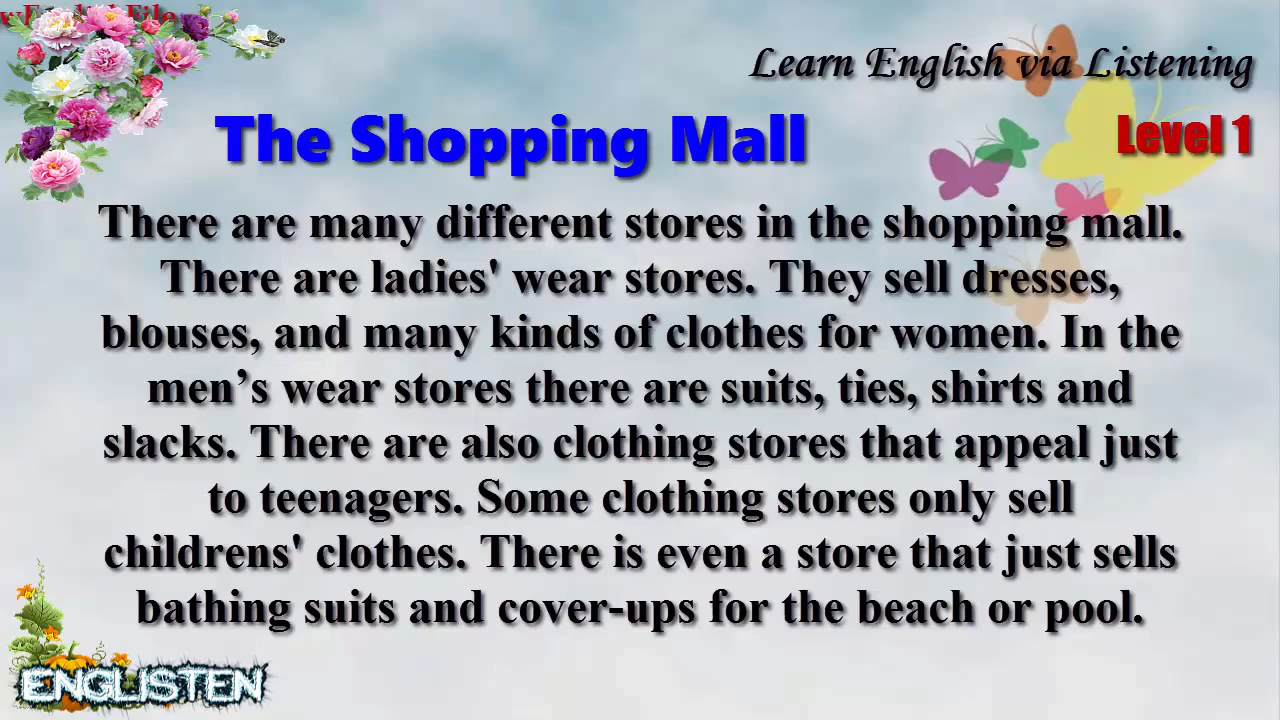 Learn English via Listening
The Shopping Mall
Level 1
There are many different stores in the shopping mall.
There are ladies' wear stores. They sell dresses,
blouses, and many kinds of clothes for women. In the
men’s wear stores there are suits, ties, shirts and
slacks. There are also clothing stores that appeal just
to teenagers. Some clothing stores only sell
childrens' clothes. There is even a store that just sells
bathing suits and cover-ups for the beach or pool.
ENGLISTEN